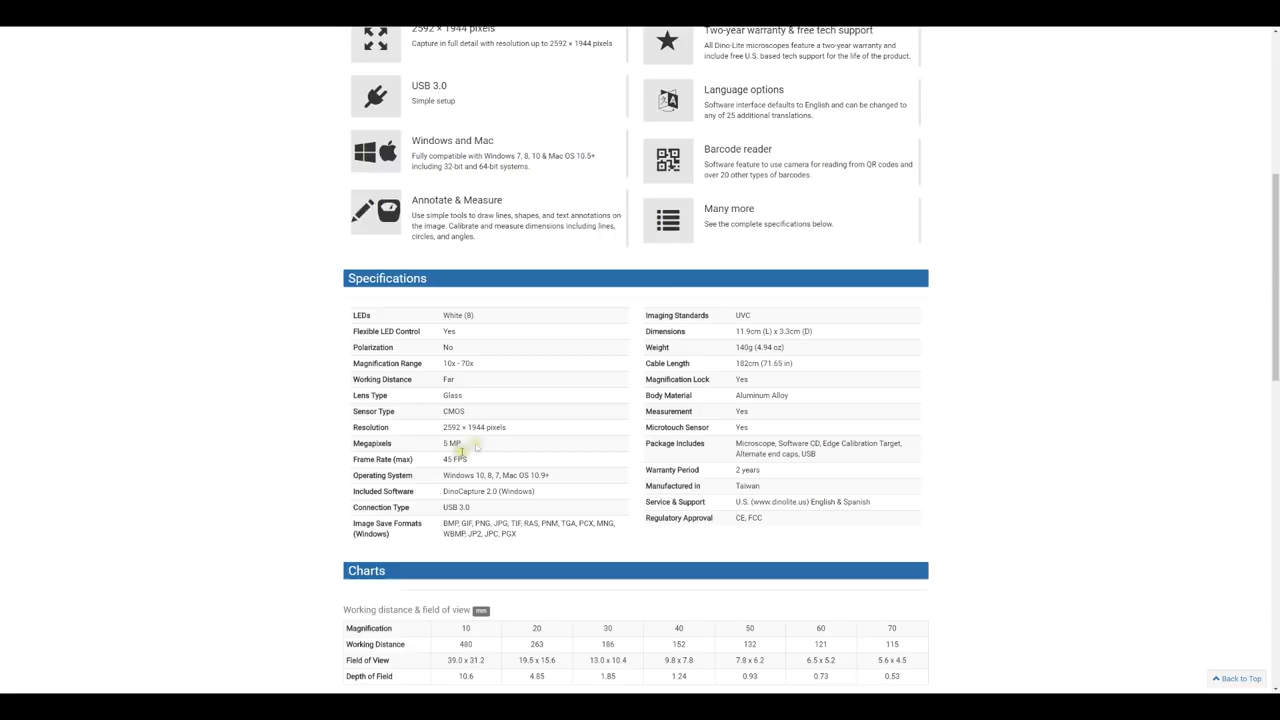 2592 × 1944 pixels
Capture in full detail with resolution up to 2592 × 1944 pixels
USB 3.0
Simple setup
Windows and Mac
Fully compatible with Windows 7, 8, 10 & Mac OS 10.5+
including 32-bit and 64-bit systems.
Annotate & Measure
Use simple tools to draw lines, shapes, and text annotations on
the image. Calibrate and measure dimensions including lines,
circles, and angles.
Two-year warranty & free tech support
All Dino-Lite microscopes feature a two-year warranty and
include free U.S. based tech support for the life of the product.
Language options
Software interface defaults to English and can be changed to
any of 25 additional translations.
Barcode reader
Software feature to use camera for reading from QR codes and
over 20 other types of barcodes.
Many more
See the complete specifications below.
Specifications
LEDs White (8)
Flexible LED Control Yes
Polarization No
Magnification Range 10x - 70x
Working Distance Far
Lens Type Glass
Sensor Type CMOS
Resolution 2592 × 1944 pixels
Megapixels 5 MP
Frame Rate (max) 45 FPS
Operating System Windows 10, 8, 7, Mac OS 10.9+
Included Software DinoCapture 2.0 (Windows)
Connection Type USB 3.0
Image Save Formats BMP, GIF, PNG, JPG, TIF, RAS, PNM, TGA, PCX, MNG,
(Windows) WBMP, JP2, JPC, PGX
Imaging Standards UVC
Dimensions 11.9cm (L) x 3.3cm (D)
Weight 140g (4.94 oz)
Cable Length 182cm (71.65 in)
Magnification Lock Yes
Body Material Aluminum Alloy
Measurement Yes
Microtouch Sensor Yes
Package Includes Microscope, Software CD, Edge Calibration Target,
Alternate end caps, USB
Warranty Period 2 years
Manufactured in Taiwan
Service & Support U.S. (www.dinolite.us) English & Spanish
Regulatory Approval CE, FCC
Charts
Working distance & field of view mm
Magnification 10 20 30 40 50 60 70
Working Distance 480 263 186 152 132 121 115
Field of View 39.0 x 31.2 19.5 x 15.6 13.0 x 10.4 9.8 x 7.8 7.8 x 6.2 6.5 x 5.2 5.6 x 4.5
Depth of Field 10.6 4.85 1.85 1.24 0.93 0.73 0.53
Back to Top